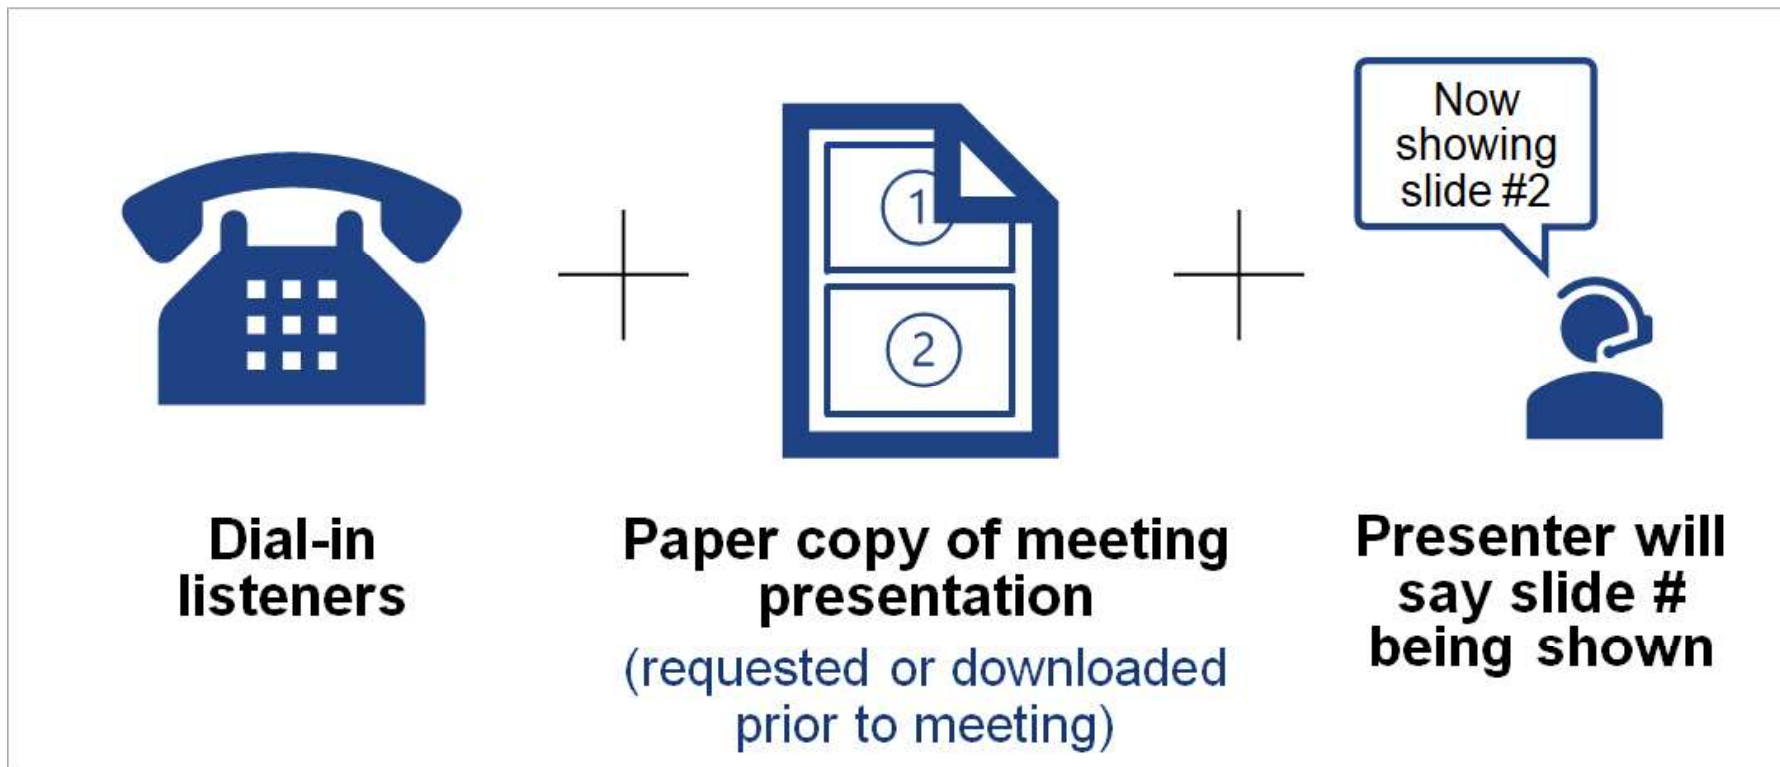 Now
showing
slide #2
1
2
Dial-in
listeners
Paper copy of meeting
presentation
(requested or downloaded
prior to meeting)
Presenter will
say slide #
being shown